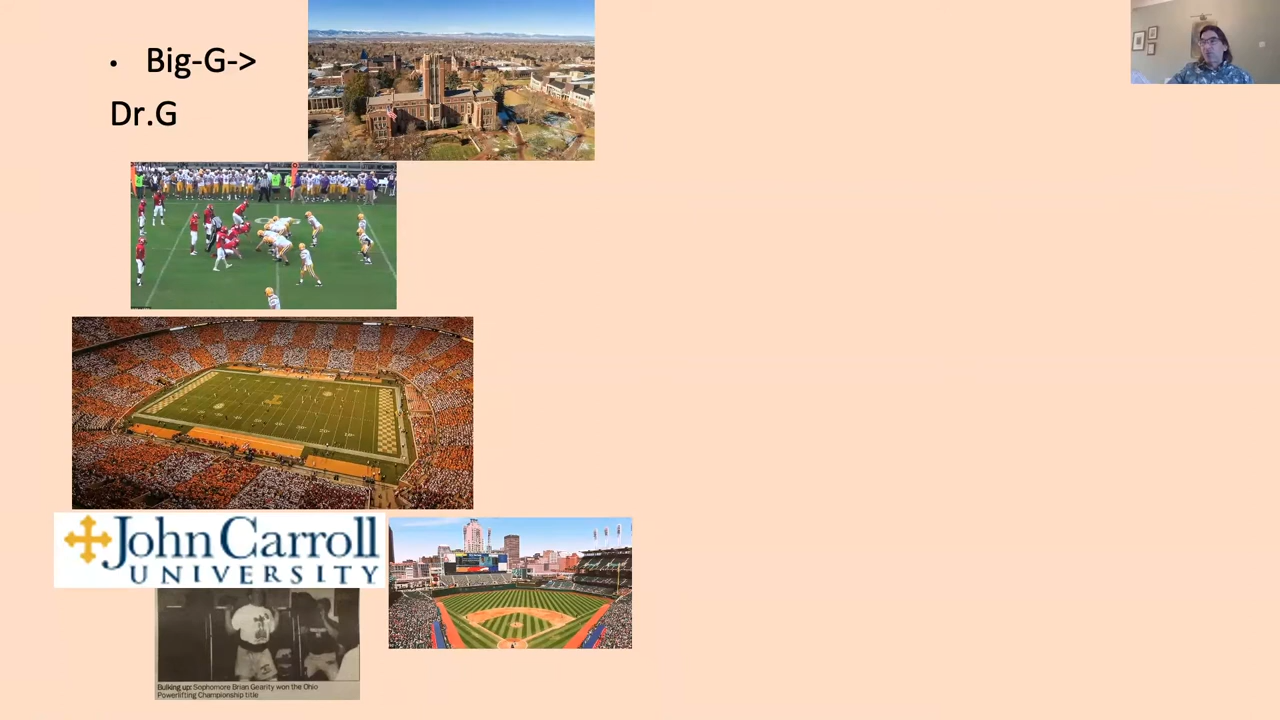 • Big-G->
Dr.G
John Carroll
UNIVERSITY
Bulking up: Sophomore Brian Gearity won the Ohio
Powerlifting Championship title